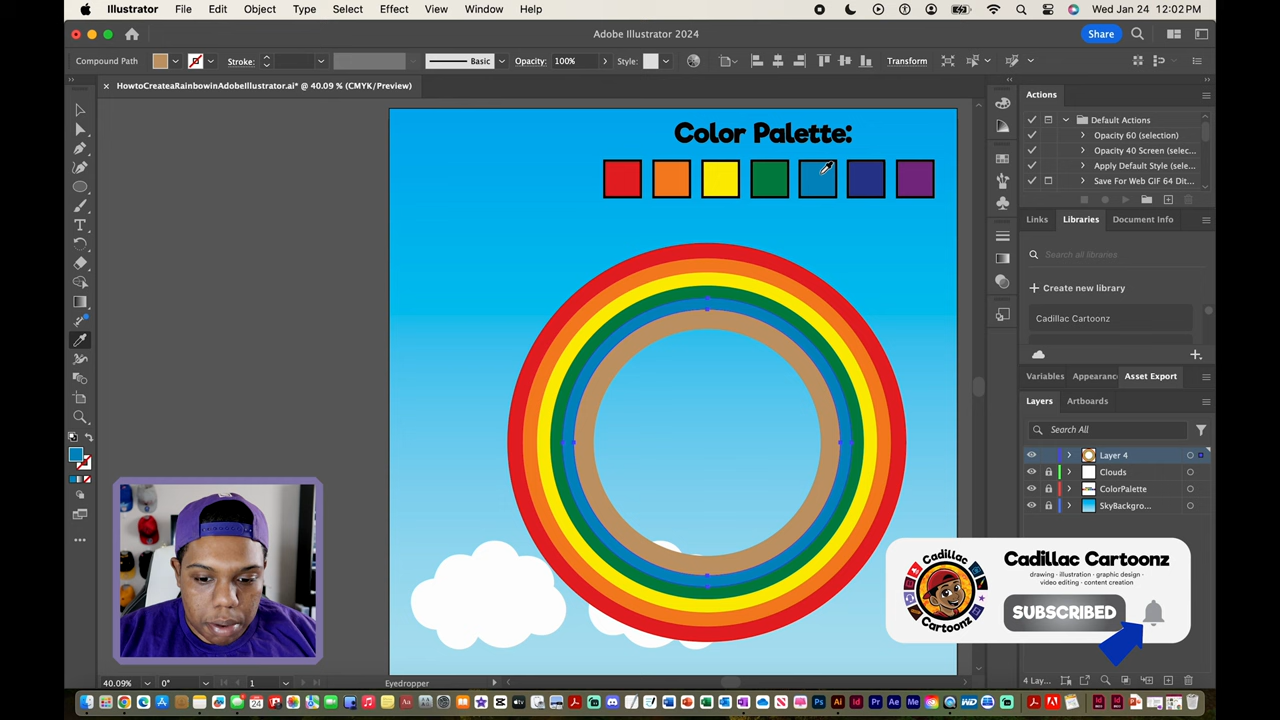 Illustrator File Edit Object Type Select Effect View Window Help
Wed Jan 24 12:02PM
Adobe Illustrator 2024
Share
Compound Path
Stroke:
Basic
Opacity: 100%
Style:
Transform
× HowtoCreateaRainbowinAdobeIllustrator.ai* @ 40.09 % (CMYK/Preview)
Color Palette:
Actions
Default Actions
Opacity 60 (selection)
Opacity 40 Screen (selec...
Apply Default Style (sele...
Save For Web GIF 64 Dit...
Links Libraries Document Info
Search all libraries
+ Create new library
Cadillac Cartoonz
Variables Appearanc Asset Export
Layers Artboards
Search All
Layer 4
Clouds
ColorPalette
SkyBackgro...
Cadillac
Cartoonz
Cadillac Cartoonz
drawing · illustration · graphic design ·
video editing · content creation
SUBSCRIBED
40.09% 0° 1 Eyedropper
4 Lay...